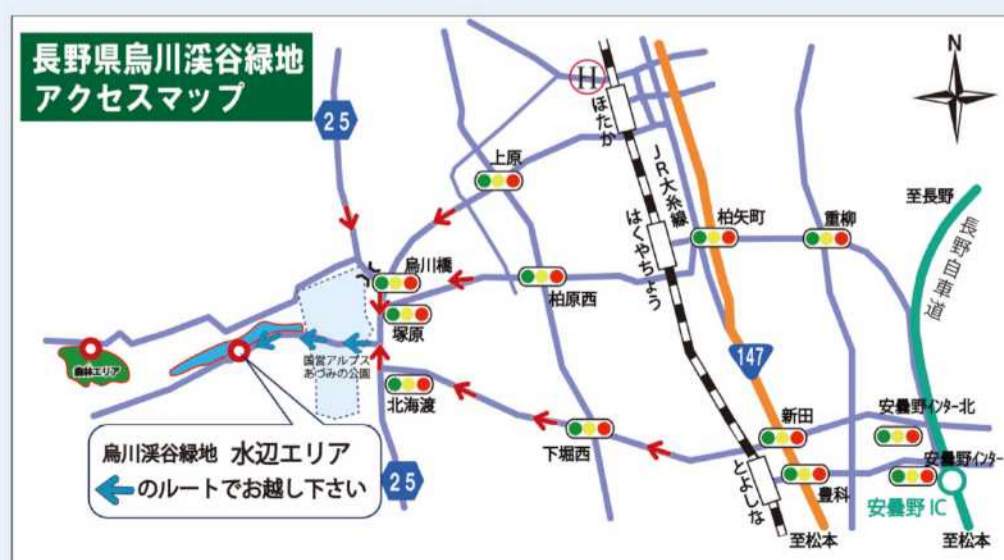 長野県烏川渓谷緑地
アクセスマップ
25
H
ほたか
N
上原
JR大糸線
柏矢町
重柳
至長野
長野自車道
はくやちょう
烏川橋
柏原西
塚原
国営アルプス
あづみの公園
森林エリア
147
北海渡
新田
安曇野インター北
下堀西
安曇野インター
とよしな
豊科
安曇野IC
烏川渓谷緑地 水辺エリア
のルートでお越し下さい
25
至松本
至松本